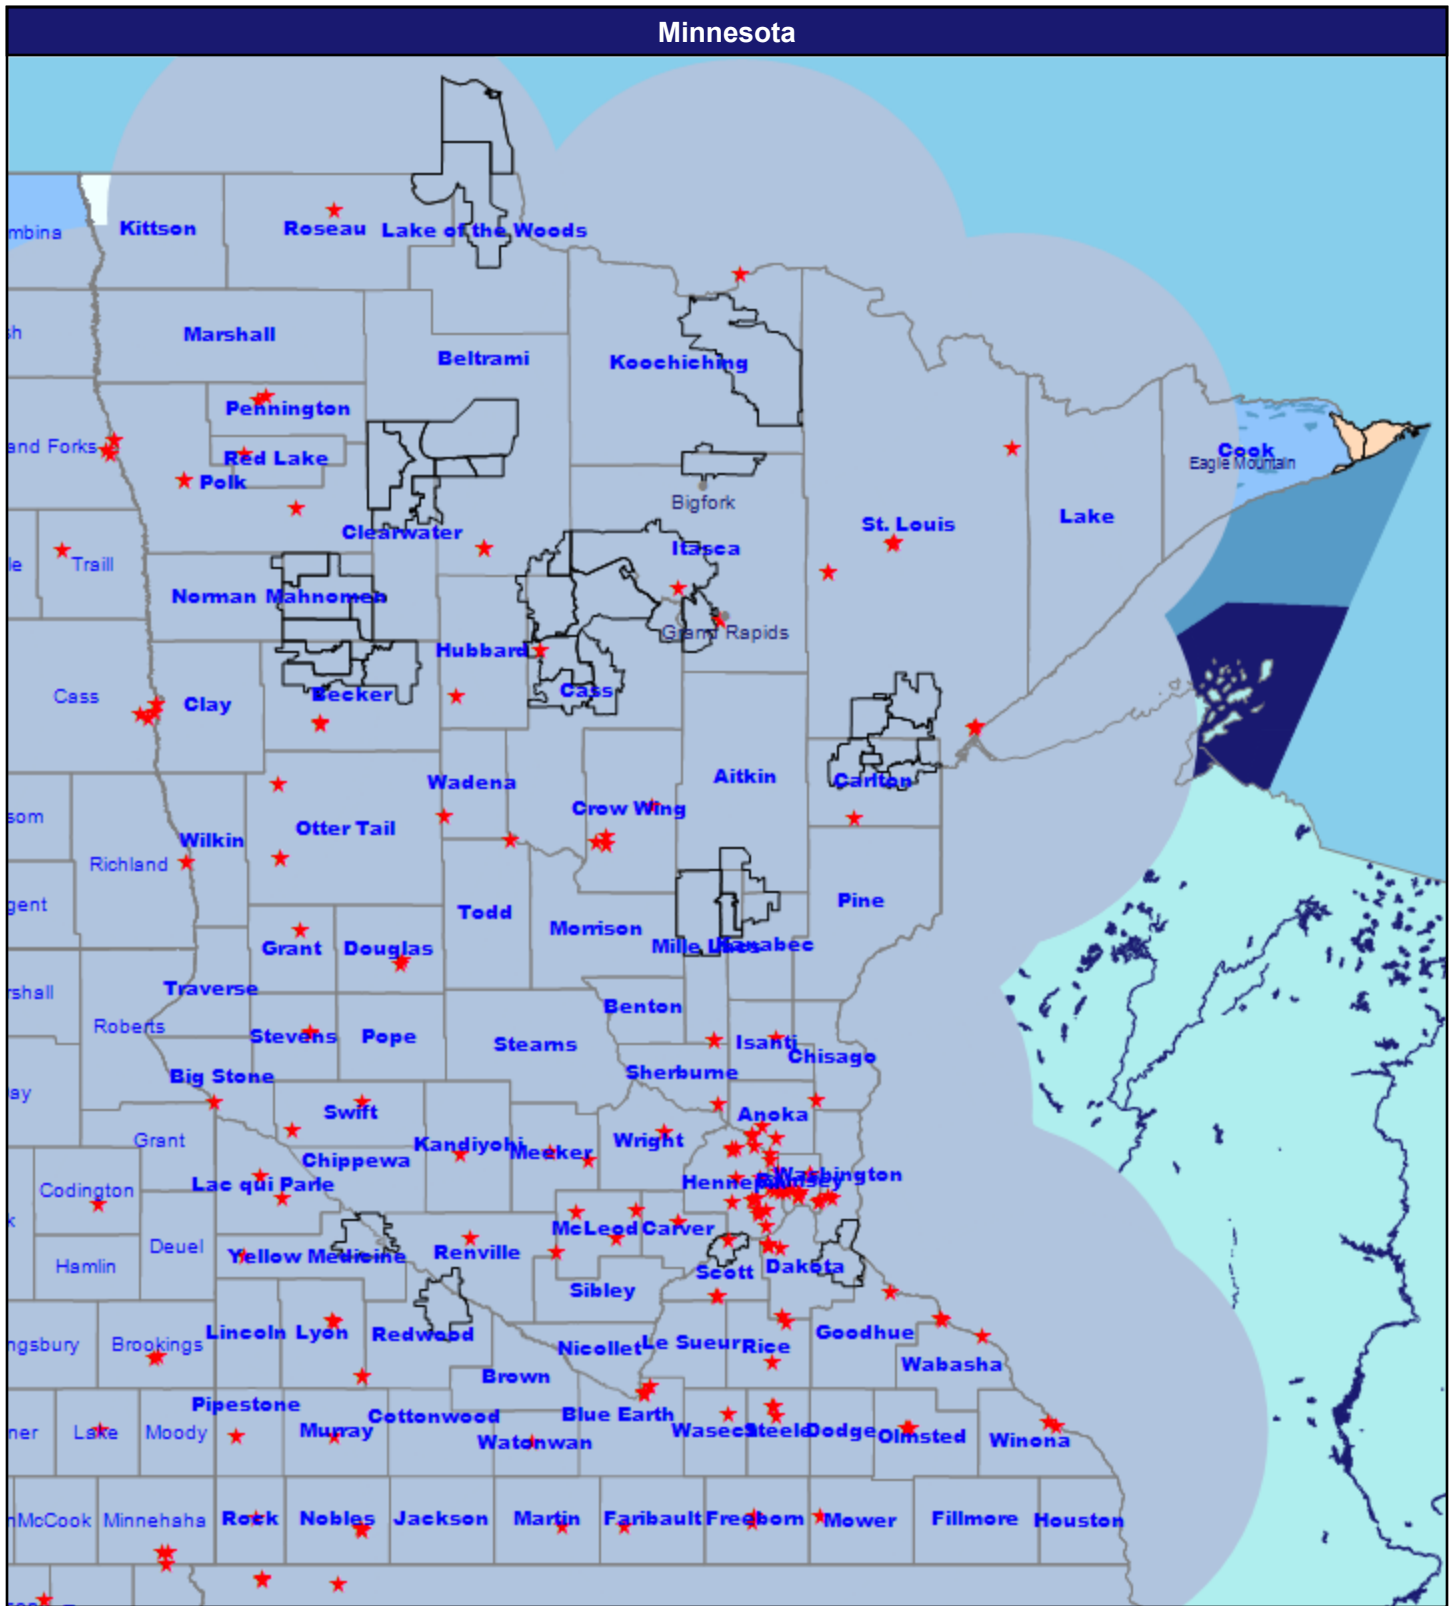 Minnesota
mbina
Kittson
Roseau
Lake of the Woods
sh
Marshall
Beltrami
Koochiching
Pennington
and Forks
Red Lake
Cook
Eagle Mountain
Polk
Bigfork
Lake
St. Louis
Clearwater
Itasca
le
Traill
Norman
Mahnomen
Grand Rapids
Hubbard
Cass
Cass
Clay
Becker
Aitkin
Carlton
Wadena
Crow Wing
som
Otter Tail
Wilkin
Richland
Pine
gent
Todd
Morrison
Grant
Douglas
Mille Lacs
Kanabec
rshall
Traverse
Benton
Roberts
Stevens
Pope
Stearns
Isanti
Chisago
Big Stone
Sherburne
ay
Swift
Anoka
Grant
Kandiyohi
Meeker
Wright
Chippewa
Washington
Codington
Lac qui Parle
Hennepin
Ramsey
McLeod
Carver
Deuel
Yellow Medicine
Renville
Hamlin
Scott
Dakota
Sibley
Lincoln
Lyon
Redwood
Goodhue
ngsbury
Brookings
Nicollet
Le Sueur
Rice
Wabasha
Brown
Pipestone
Cottonwood
Blue Earth
ner
Lake
Moody
Murray
Watonwan
Waseca
Steele
Dodge
Olmsted
Winona
McCook
Minnehaha
Rock
Nobles
Jackson
Martin
Faribault
Freeborn
Mower
Fillmore
Houston